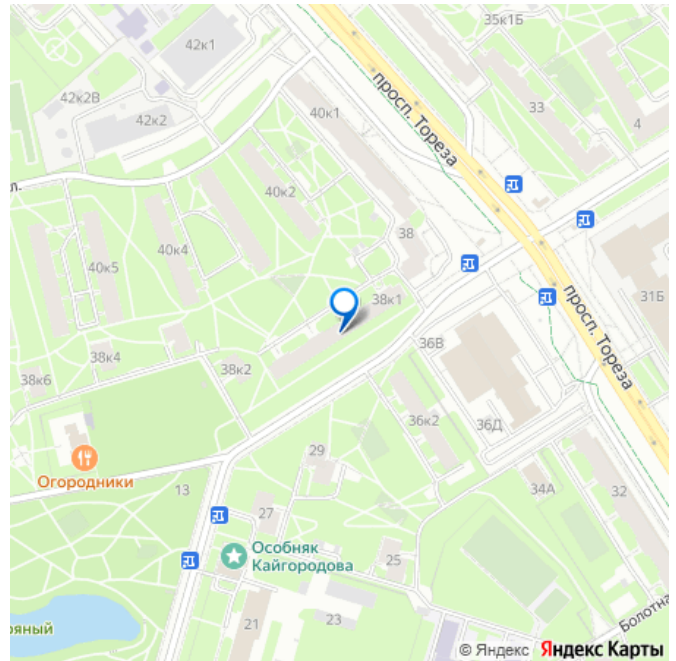 35к1Б
42к1
просп. Тореза
42к2В
42к2
40к1
33
4
л.
40к2
38
40к4
40к5
38к1
31Б
просп. Тореза
36В
38к4
38к2
38к6
36к2
36Д
29
Огородники
34А
32
13
27
Особняк
Кайгородова
25
21
23
Болотна
ряный
© Яндекс Яндекс Карты